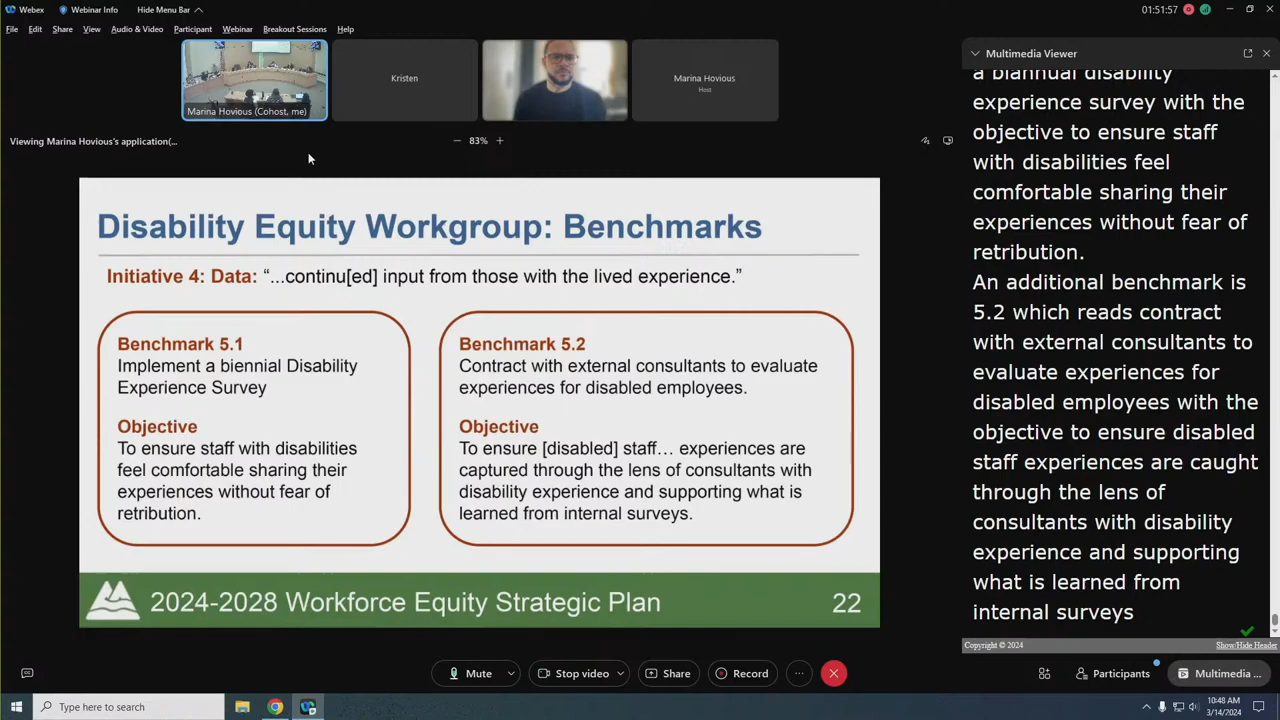 Webex
Webinar Info
Hide Menu Bar
01:51:57
File
Edit
Share
View
Audio & Video
Participant
Webinar
Breakout Sessions
Help
Marina Hovious (Cohost, me)
Kristen
Marina Hovious
Host
Viewing Marina Hovious's application(...
83%
Disability Equity Workgroup: Benchmarks
Initiative 4: Data: “...continu[ed] input from those with the lived experience.”
Benchmark 5.1
Implement a biennial Disability
Experience Survey
Objective
To ensure staff with disabilities
feel comfortable sharing their
experiences without fear of
retribution.
Benchmark 5.2
Contract with external consultants to evaluate
experiences for disabled employees.
Objective
To ensure [disabled] staff… experiences are
captured through the lens of consultants with
disability experience and supporting what is
learned from internal surveys.
2024-2028 Workforce Equity Strategic Plan
22
Multimedia Viewer
a biannual disability
experience survey with the
objective to ensure staff
with disabilities feel
comfortable sharing their
experiences without fear of
retribution.
An additional benchmark is
5.2 which reads contract
with external consultants to
evaluate experiences for
disabled employees with the
objective to ensure disabled
staff experiences are caught
through the lens of
consultants with disability
experience and supporting
what is learned from
internal surveys
Copyright © 2024
Show/Hide Header
Mute
Stop video
Share
Record
Participants
Multimedia ...
Type here to search
10:48 AM
3/14/2024